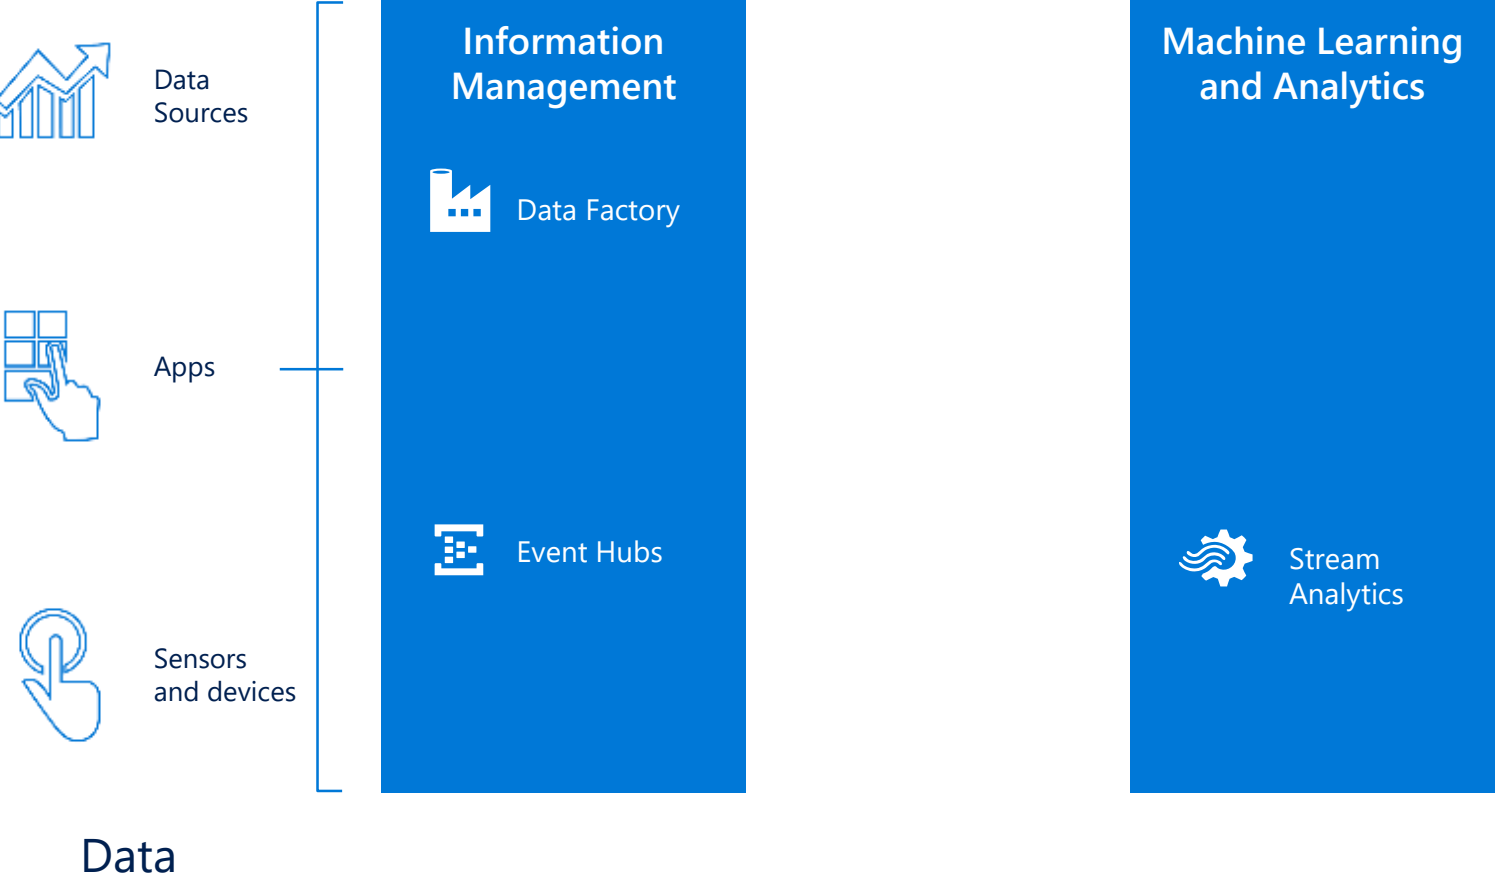 Data
Sources
Apps
Sensors
and devices
Data
Information
Management
Data Factory
Event Hubs
Machine Learning
and Analytics
Stream
Analytics